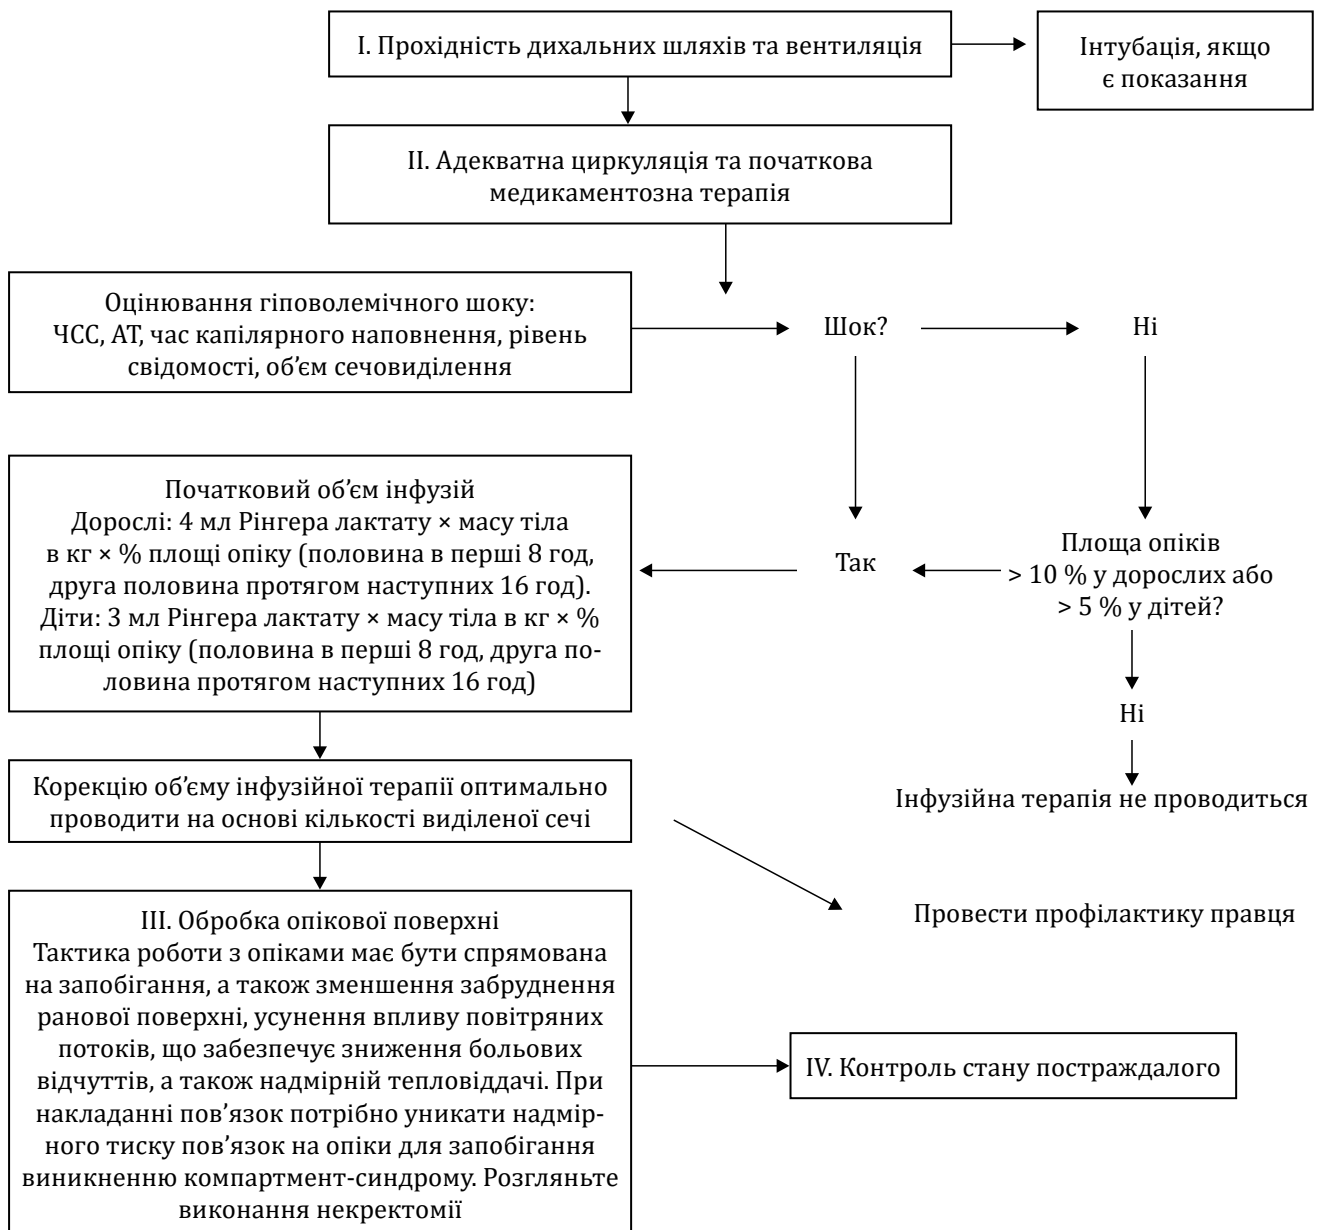 I. Прохідність дихальних шляхів та вентиляція
Інтубація, якщо
є показання
II. Адекватна циркуляція та початкова
медикаментозна терапія
Оцінювання гіповолемічного шоку:
ЧСС, АТ, час капілярного наповнення, рівень
свідомості, об’єм сечовиділення
Шок?
Ні
Початковий об’єм інфузій
Дорослі: 4 мл Рінгера лактату × масу тіла
в кг × % площі опіку (половина в перші 8 год,
друга половина протягом наступних 16 год).
Діти: 3 мл Рінгера лактату × масу тіла в кг × %
площі опіку (половина в перші 8 год, друга по-
ловина протягом наступних 16 год)
Так
Площа опіків
> 10 % у дорослих або
> 5 % у дітей?
Ні
Інфузійна терапія не проводиться
Корекцію об’єму інфузійної терапії оптимально
проводити на основі кількості виділеної сечі
Провести профілактику правця
III. Обробка опікової поверхні
Тактика роботи з опіками має бути спрямована
на запобігання, а також зменшення забруднення
ранової поверхні, усунення впливу повітряних
потоків, що забезпечує зниження больових
відчуттів, а також надмірній тепловіддачі. При
накладанні пов’язок потрібно уникати надмір-
ного тиску пов’язок на опіки для запобігання
виникненню компартмент-синдрому. Розгляньте
виконання некректомії
IV. Контроль стану постраждалого